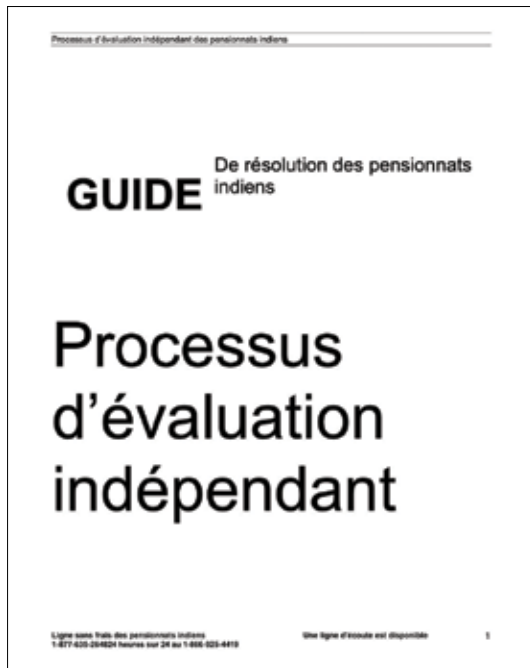 Processus d'évaluation indépendant des pensionnats indiens
GUIDE
De résolution des pensionnats
indiens
Processus
d'évaluation
indépendant
Ligne sans frais des pensionnats indiens
Une ligne d'écoute est disponible
1
1-877-635-264824 heures sur 24 au 1-866-925-4419